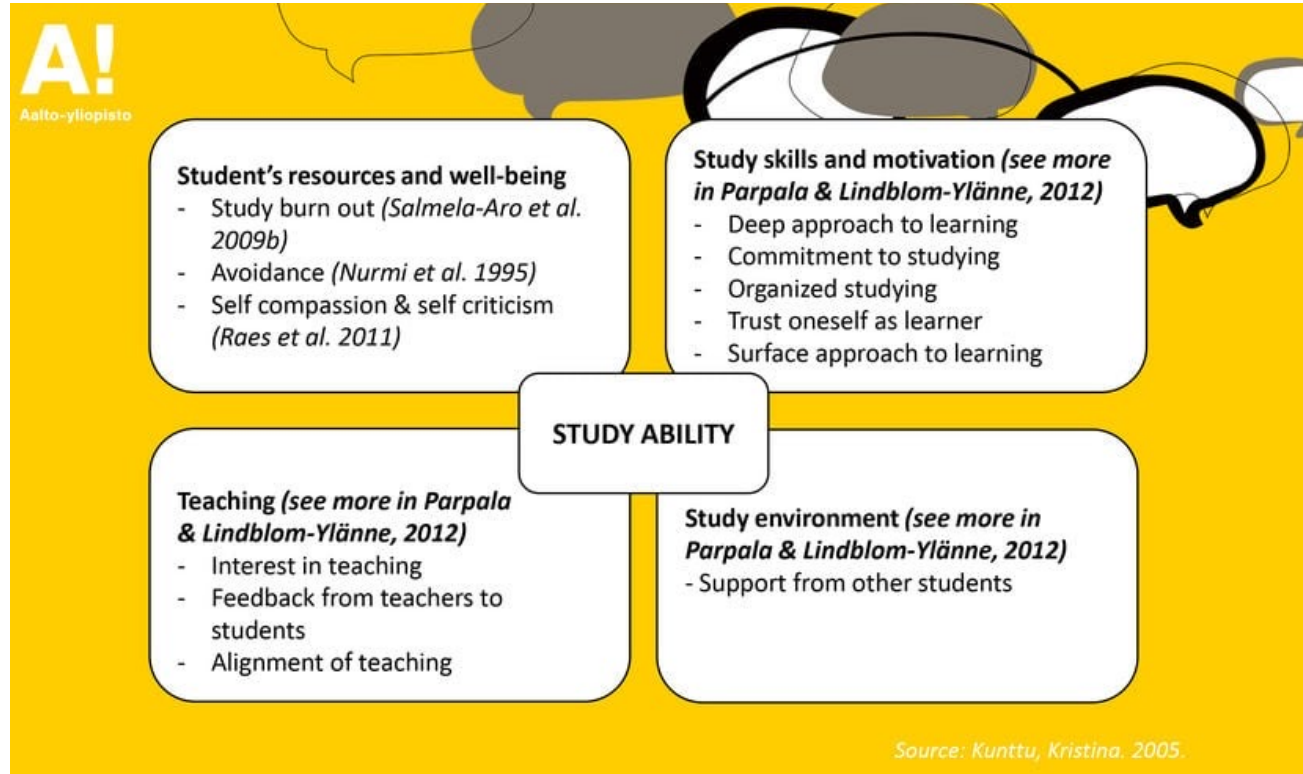 A!
Aalto-yliopisto
Student’s resources and well-being
- Study burn out (Salmela-Aro et al.
2009b)
- Avoidance (Nurmi et al. 1995)
- Self compassion & self criticism
(Raes et al. 2011)
Study skills and motivation (see more
in Parpala & Lindblom-Ylänne, 2012)
- Deep approach to learning
- Commitment to studying
- Organized studying
- Trust oneself as learner
- Surface approach to learning
STUDY ABILITY
Teaching (see more in Parpala
& Lindblom-Ylänne, 2012)
- Interest in teaching
- Feedback from teachers to
students
- Alignment of teaching
Study environment (see more in
Parpala & Lindblom-Ylänne, 2012)
- Support from other students
Source: Kunttu, Kristina. 2005.